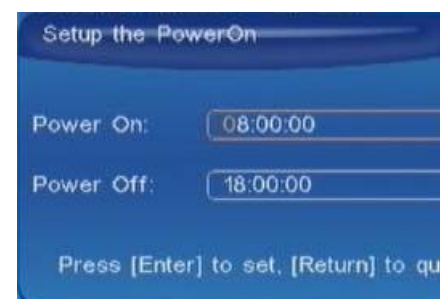 Setup the PowerOn
Power On: 08:00:00
Power Off: 18:00:00
Press [Enter] to set, [Return] to qu